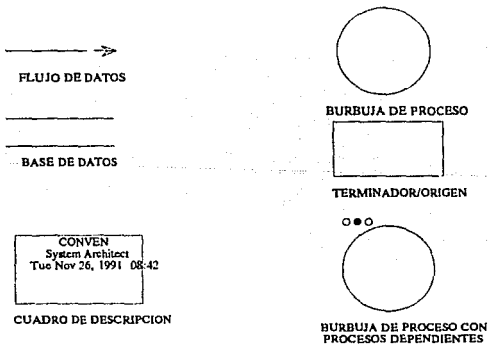 FLUJO DE DATOS
BURBUJA DE PROCESO
BASE DE DATOS
TERMINADOR/ORIGEN
CONVEN
System Architect
Tue Nov 26, 1991 08:42
CUADRO DE DESCRIPCION
BURBUJA DE PROCESO CON
PROCESOS DEPENDIENTES